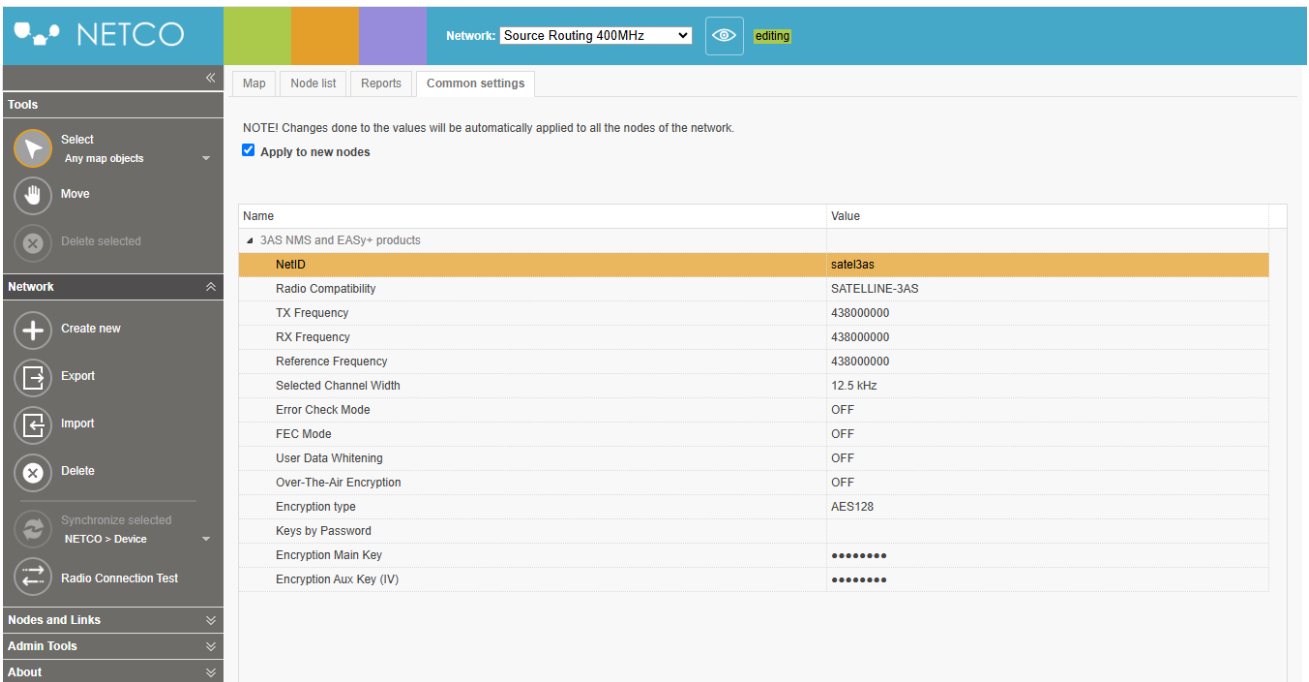 NETCO
Network: Source Routing 400MHz
editing
Tools
Select
Any map objects
Move
Delete selected
Network
Create new
Export
Import
Delete
Synchronize selected
NETCO > Device
Radio Connection Test
Nodes and Links
Admin Tools
About
Map Node list Reports Common settings
NOTE! Changes done to the values will be automatically applied to all the nodes of the network.
Apply to new nodes
Name Value
3AS NMS and EASy+ products
NetID satel3as
Radio Compatibility SATELLINE-3AS
TX Frequency 438000000
RX Frequency 438000000
Reference Frequency 438000000
Selected Channel Width 12.5 kHz
Error Check Mode OFF
FEC Mode OFF
User Data Whitening OFF
Over-The-Air Encryption OFF
Encryption type AES128
Keys by Password
Encryption Main Key ●●●●●●●●
Encryption Aux Key (IV) ●●●●●●●●